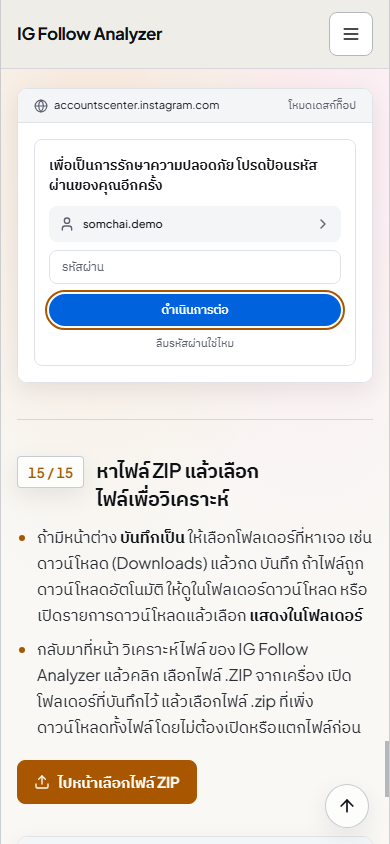 IG Follow Analyzer
accountscenter.instagram.com
โหมดเดสก์ท็อป
เพื่อเป็นการรักษาความปลอดภัย โปรดป้อนรหัส
ผ่านของคุณอีกครั้ง
somchai.demo
รหัสผ่าน
ดำเนินการต่อ
ลืมรหัสผ่านใช่ไหม
15 / 15
หาไฟล์ ZIP แล้วเลือก
ไฟล์เพื่อวิเคราะห์
ถ้ามีหน้าต่าง บันทึกเป็น ให้เลือกโฟลเดอร์ที่หาเจอ เช่น
ดาวน์โหลด (Downloads) แล้วกด บันทึก ถ้าไฟล์ถูก
ดาวน์โหลดอัตโนมัติ ให้ดูในโฟลเดอร์ดาวน์โหลด หรือ
เปิดรายการดาวน์โหลดแล้วเลือก แสดงในโฟลเดอร์
กลับมาที่หน้า วิเคราะห์ไฟล์ ของ IG Follow
Analyzer แล้วคลิก เลือกไฟล์ .ZIP จากเครื่อง เปิด
โฟลเดอร์ที่บันทึกไว้ แล้วเลือกไฟล์ .zip ที่เพิ่ง
ดาวน์โหลดทั้งไฟล์ โดยไม่ต้องเปิดหรือแตกไฟล์ก่อน
ไปหน้าเลือกไฟล์ ZIP